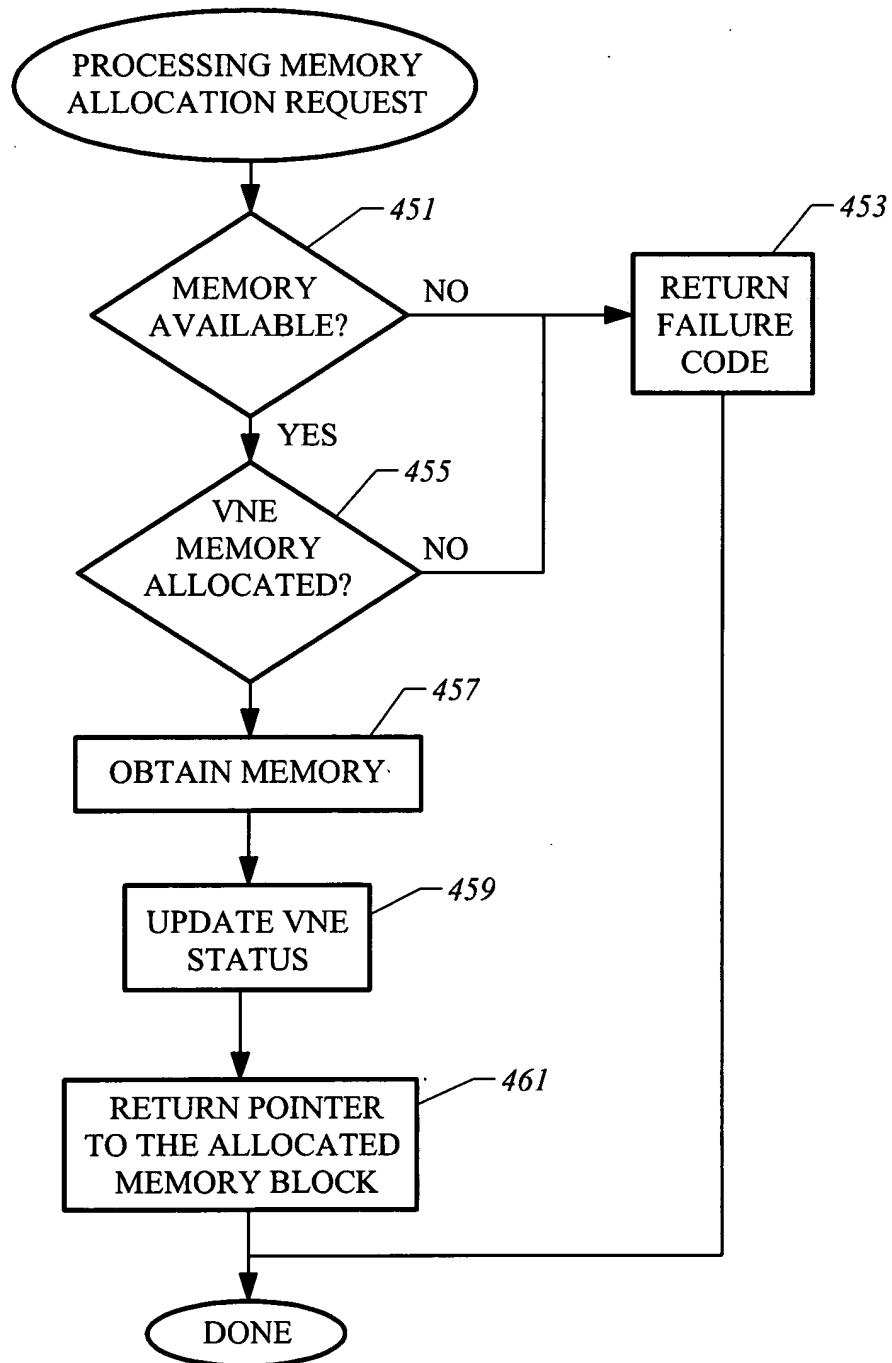 PROCESSING MEMORY
ALLOCATION REQUEST
451
MEMORY
AVAILABLE?
NO
453
RETURN
FAILURE
CODE
YES
455
VNE
MEMORY
ALLOCATED?
NO
457
OBTAIN MEMORY
459
UPDATE VNE
STATUS
461
RETURN POINTER
TO THE ALLOCATED
MEMORY BLOCK
DONE